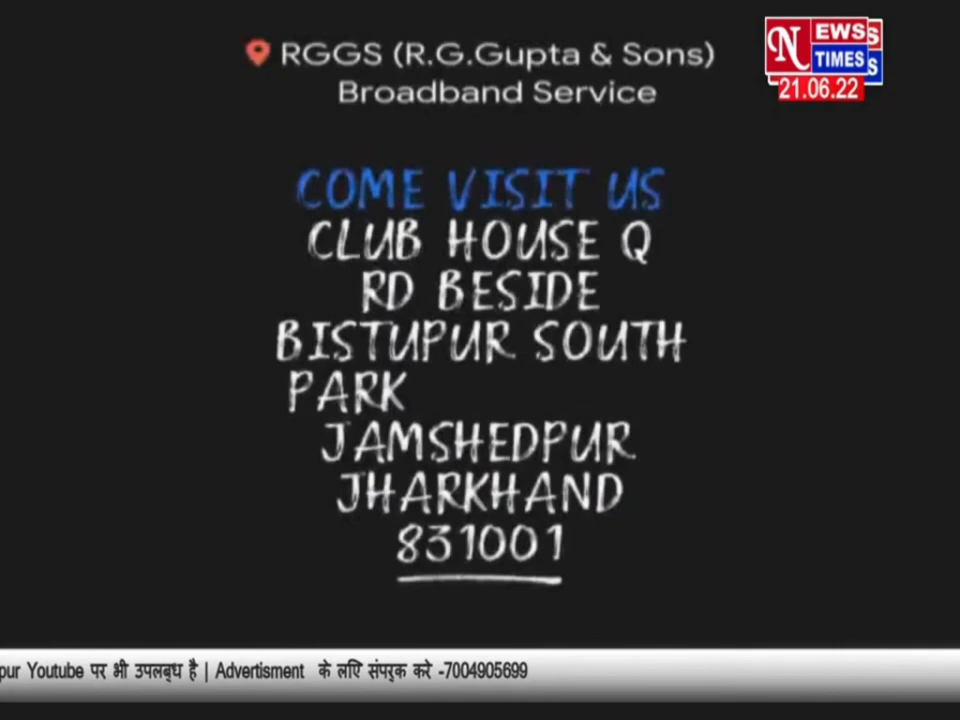 RGGS (R.G.Gupta & Sons)
Broadband Service
NEWS
TIMES
21.06.22
COME VISIT US
CLUB HOUSE Q
RD BESIDE
BISTUPUR SOUTH
PARK
JAMSHEDPUR
JHARKHAND
831001
pur Youtube पर भी उपलब्ध है | Advertisment के लिए संपर्क करे -7004905699